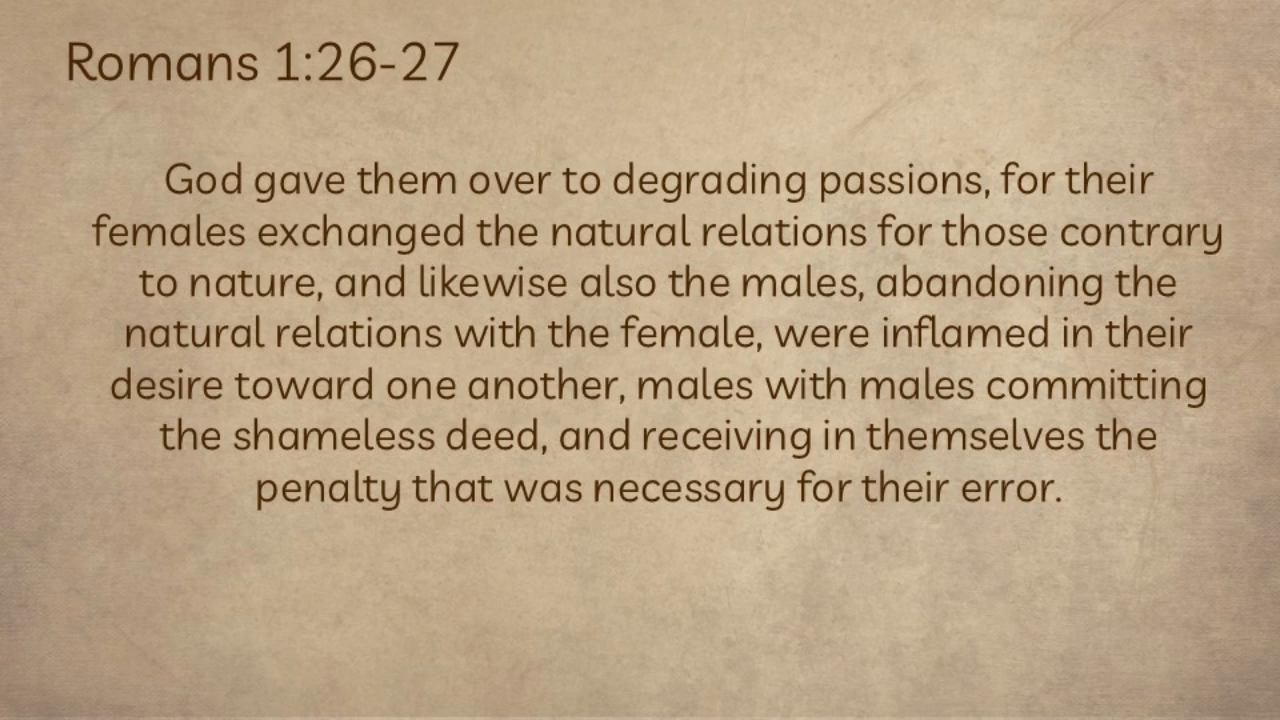 Romans 1:26-27
God gave them over to degrading passions, for their
females exchanged the natural relations for those contrary
to nature, and likewise also the males, abandoning the
natural relations with the female, were inflamed in their
desire toward one another, males with males committing
the shameless deed, and receiving in themselves the
penalty that was necessary for their error.